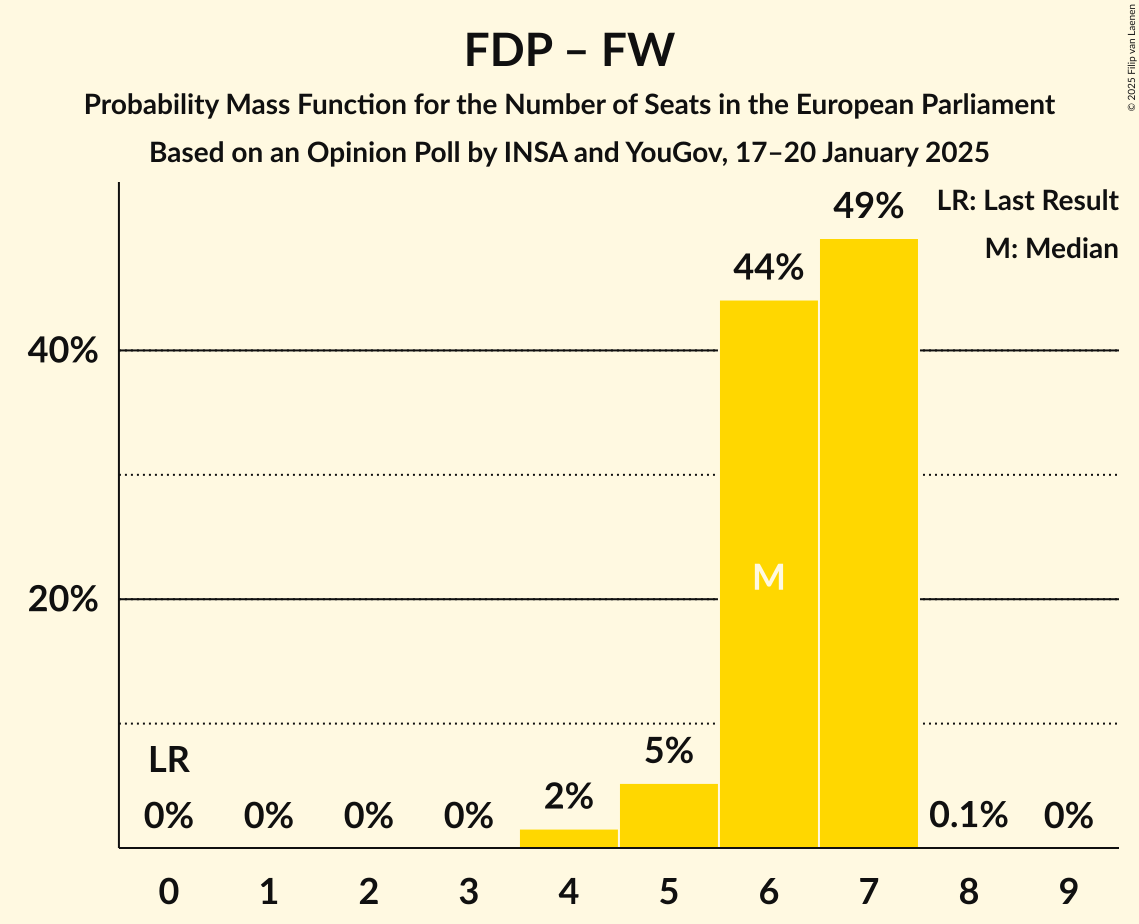 FDP – FW
Probability Mass Function for the Number of Seats in the European Parliament
Based on an Opinion Poll by INSA and YouGov, 17–20 January 2025
© 2025 Filip van Laenen
LR: Last Result
M: Median
49%
44%
40%
M
20%
LR
5%
2%
0% 0% 0% 0% 0.1% 0%
0 1 2 3 4 5 6 7 8 9